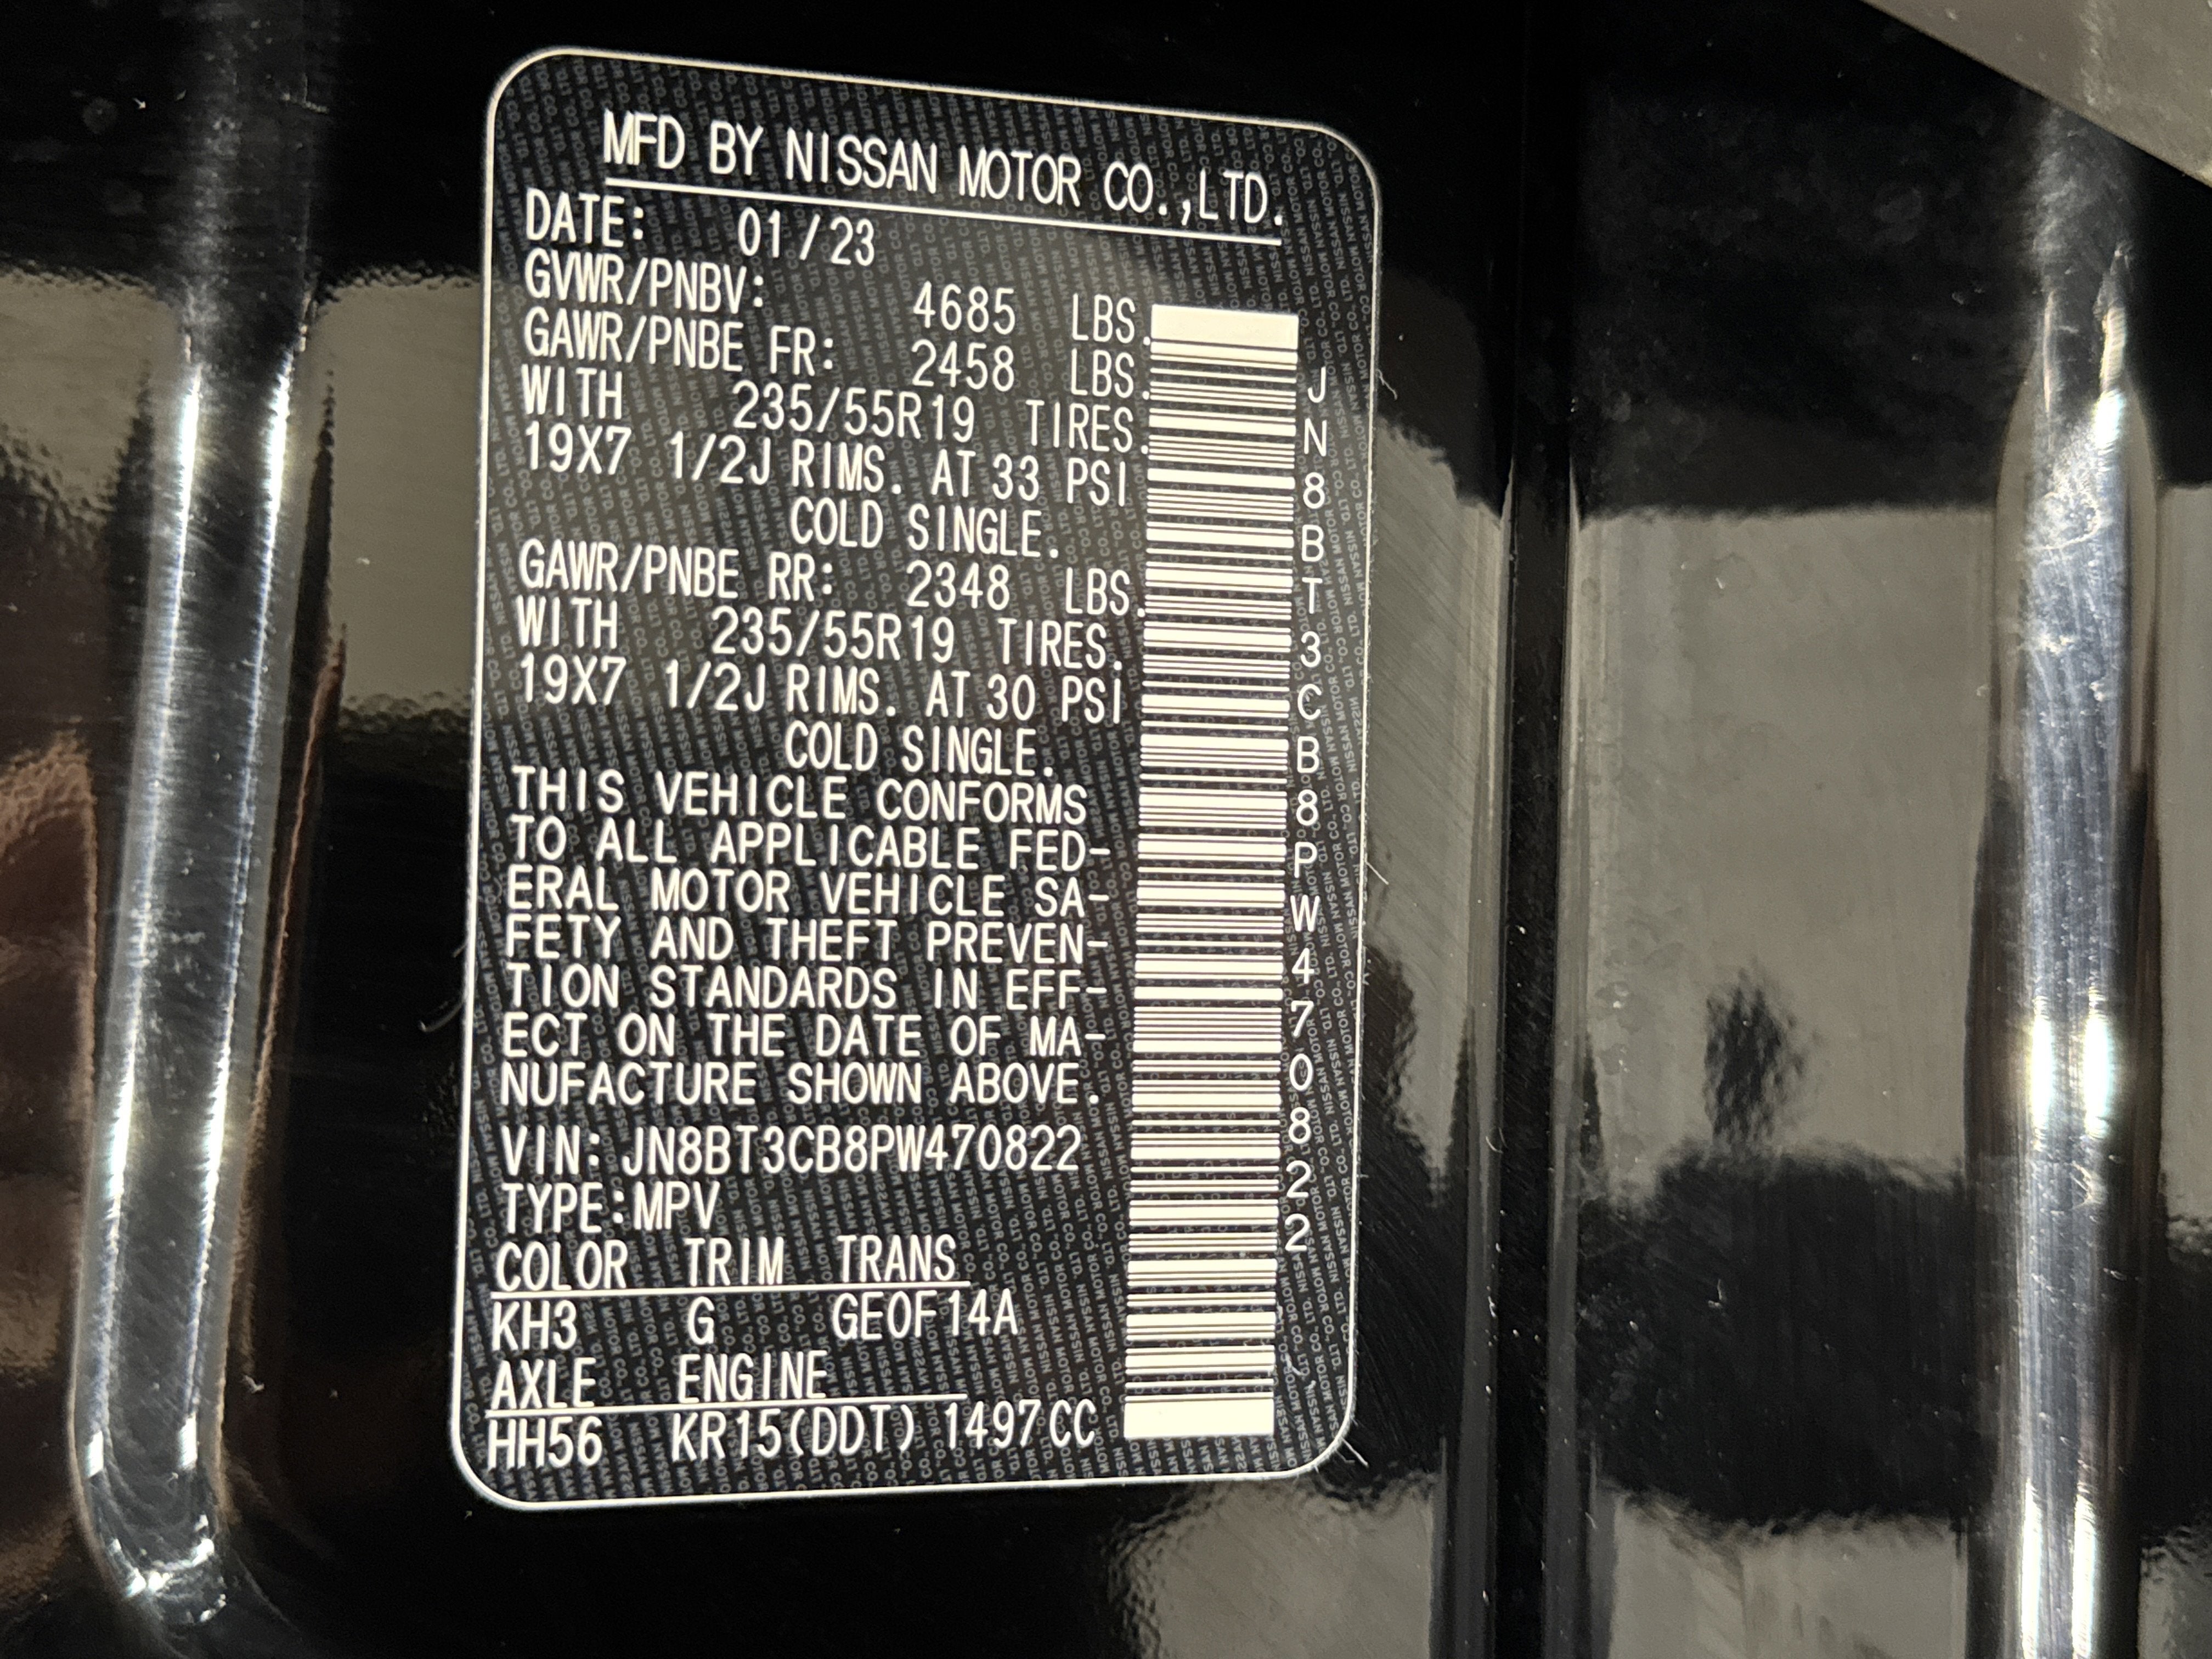 MFD BY NISSAN MOTOR CO.,LTD.
DATE: 01/23
GVWR/PNBV: 4685 LBS.
GAWR/PNBE FR: 2458 LBS.
WITH 235/55R19 TIRES.
19X7 1/2J RIMS. AT 33 PSI
COLD SINGLE.
GAWR/PNBE RR: 2348 LBS.
WITH 235/55R19 TIRES.
19X7 1/2J RIMS. AT 30 PSI
COLD SINGLE.
THIS VEHICLE CONFORMS
TO ALL APPLICABLE FED-
ERAL MOTOR VEHICLE SA-
FETY AND THEFT PREVEN-
TION STANDARDS IN EFF-
ECT ON THE DATE OF MA-
NUFACTURE SHOWN ABOVE.
VIN: JN8BT3CB8PW470822
TYPE:MPV
COLOR TRIM TRANS
KH3 G GEOF14A
AXLE ENGINE
HH56 KR15(DDT) 1497CC
JN8BT3CB8PW470822